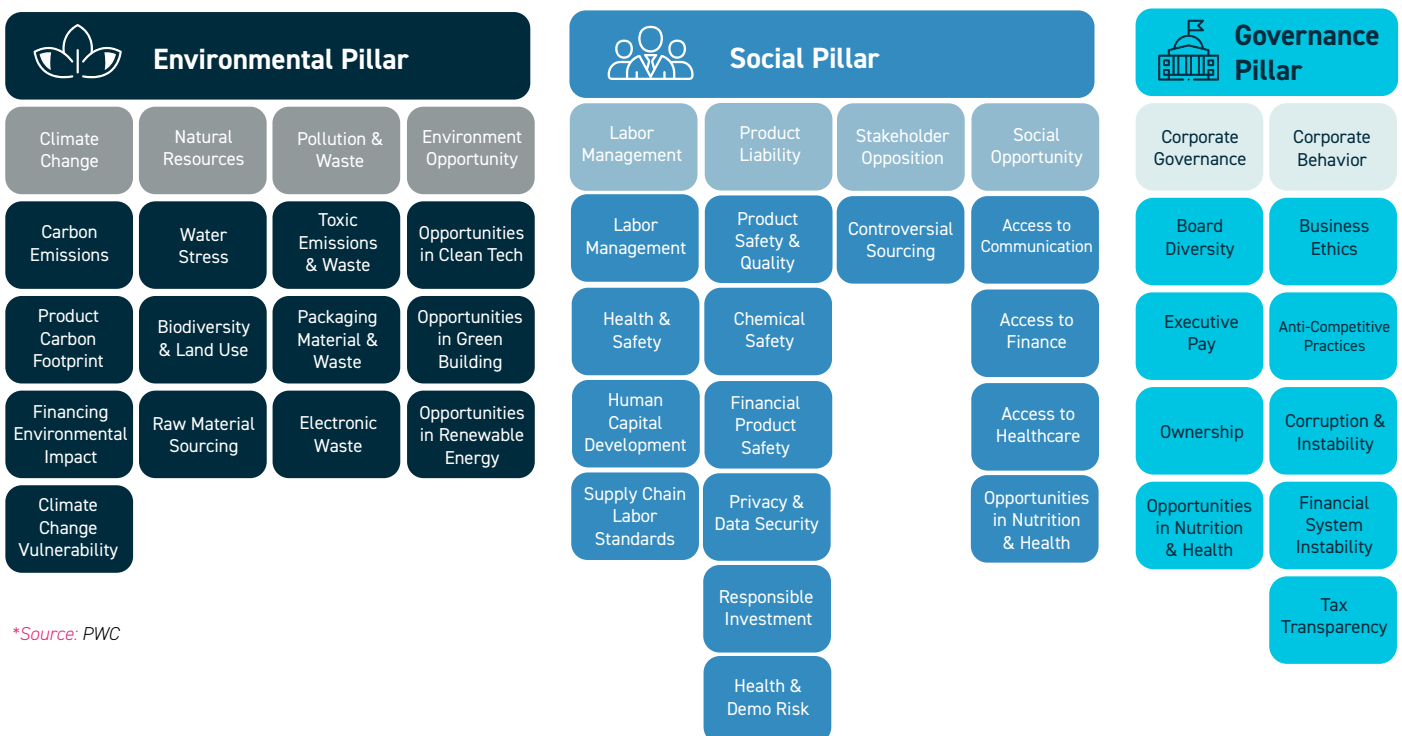 Environmental Pillar
Climate
Change
Natural
Resources
Pollution &
Waste
Environment
Opportunity
Carbon
Emissions
Water
Stress
Toxic
Emissions
& Waste
Opportunities
in Clean Tech
Product
Carbon
Footprint
Biodiversity
& Land Use
Packaging
Material &
Waste
Opportunities
in Green
Building
Financing
Environmental
Impact
Raw Material
Sourcing
Electronic
Waste
Opportunities
in Renewable
Energy
Climate
Change
Vulnerability
Social Pillar
Labor
Management
Product
Liability
Stakeholder
Opposition
Social
Opportunity
Labor
Management
Product
Safety &
Quality
Controversial
Sourcing
Access to
Communication
Health &
Safety
Chemical
Safety
Access to
Finance
Human
Capital
Development
Financial
Product
Safety
Access to
Healthcare
Supply Chain
Labor
Standards
Privacy &
Data Security
Opportunities
in Nutrition
& Health
Responsible
Investment
Health &
Demo Risk
Governance
Pillar
Corporate
Governance
Corporate
Behavior
Board
Diversity
Business
Ethics
Executive
Pay
Anti-Competitive
Practices
Ownership
Corruption &
Instability
Opportunities
in Nutrition
& Health
Financial
System
Instability
Tax
Transparency
*Source: PWC